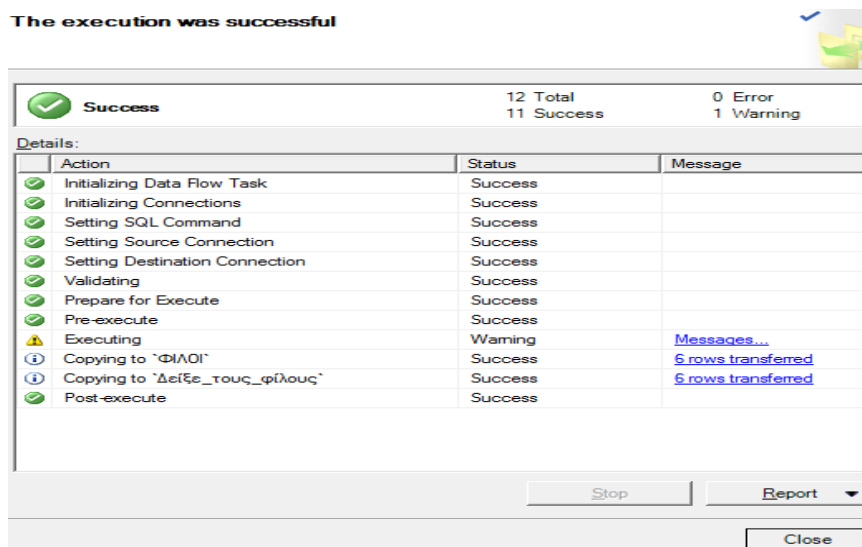 The execution was successful
Success
12 Total
0 Error
11 Success
1 Warning
Details:
Action Status Message
Initializing Data Flow Task Success
Initializing Connections Success
Setting SQL Command Success
Setting Source Connection Success
Setting Destination Connection Success
Validating Success
Prepare for Execute Success
Pre-execute Success
Executing Warning Messages...
Copying to `ΦΙΛΟΙ` Success 6 rows transferred
Copying to `Δείξε_τους_φίλους` Success 6 rows transferred
Post-execute Success
Stop Report
Close